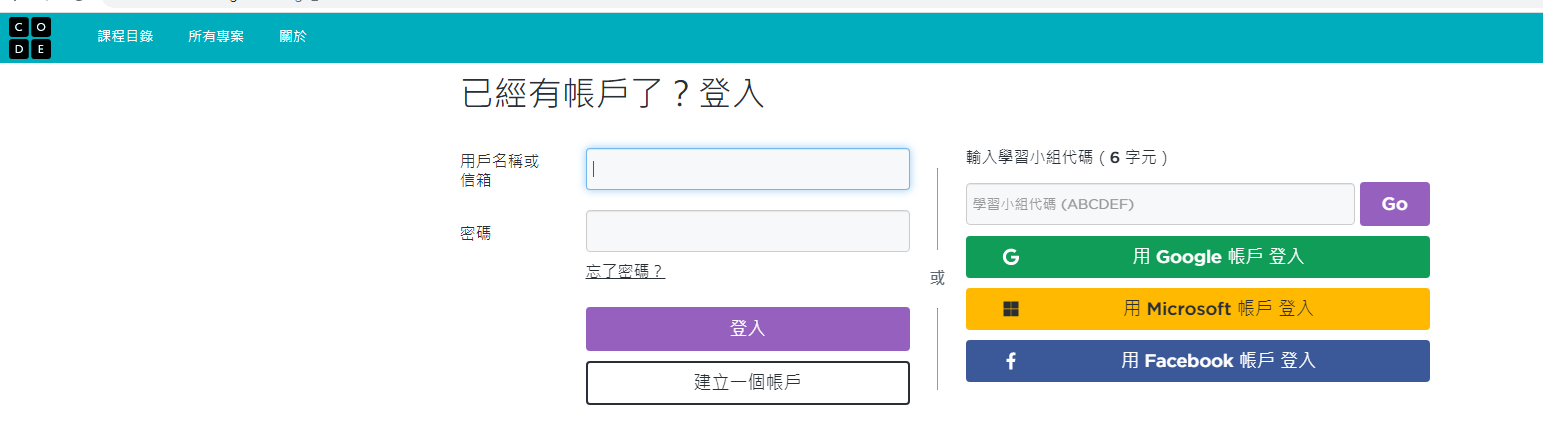 C O
D E
課程目錄 所有專案 關於
已經有帳戶了？登入
用戶名稱或
信箱
密碼
忘了密碼？
登入
建立一個帳戶
或
輸入學習小組代碼 ( 6 字元 )
學習小組代碼 (ABCDEF)
Go
用 Google 帳戶 登入
用 Microsoft 帳戶 登入
用 Facebook 帳戶 登入